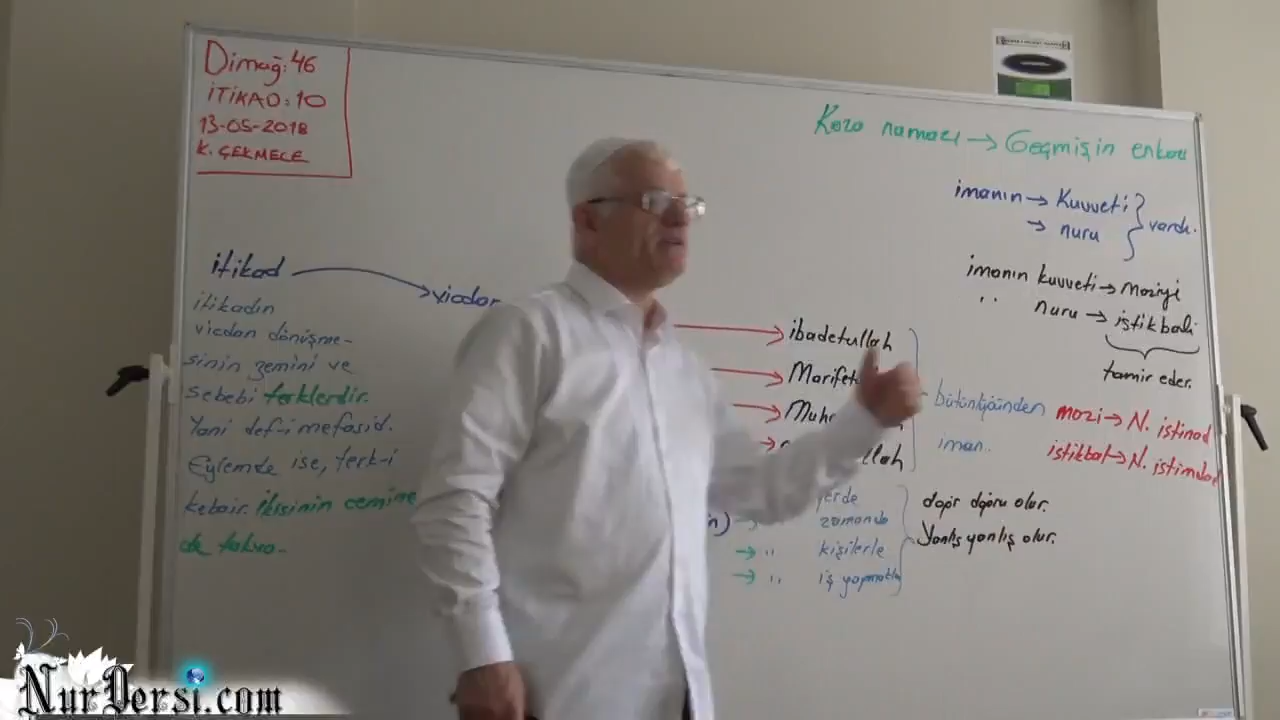 Dimağ: 46
İTİKAD: 10
13-05-2018
K. ÇEKMECE
Kaza namazı → Geçmişin enkazı
imanın → Kuvveti
→ nuru
vardır.
imanın kuvveti → maziyi
'' nuru → istikbali
tamir eder.
mazi → N. istinad
istikbal → N. istimdad
itikad
vicdan
itikadın
vicdan dönüşme-
sinin zemini ve
sebebi terklerdir.
Yani def-i mefasid.
Eylemde ise, terk-i
kebair. İkisinin cemine
de takva-
ibadetullah
Marifet
Muh
llah
bütünlüğünden
iman..
yerde
zamanda
→ '' kişilerle
→ '' iş yapmakla
doğru doğru olur.
Yanlış yanlış olur.
NurDersi.com